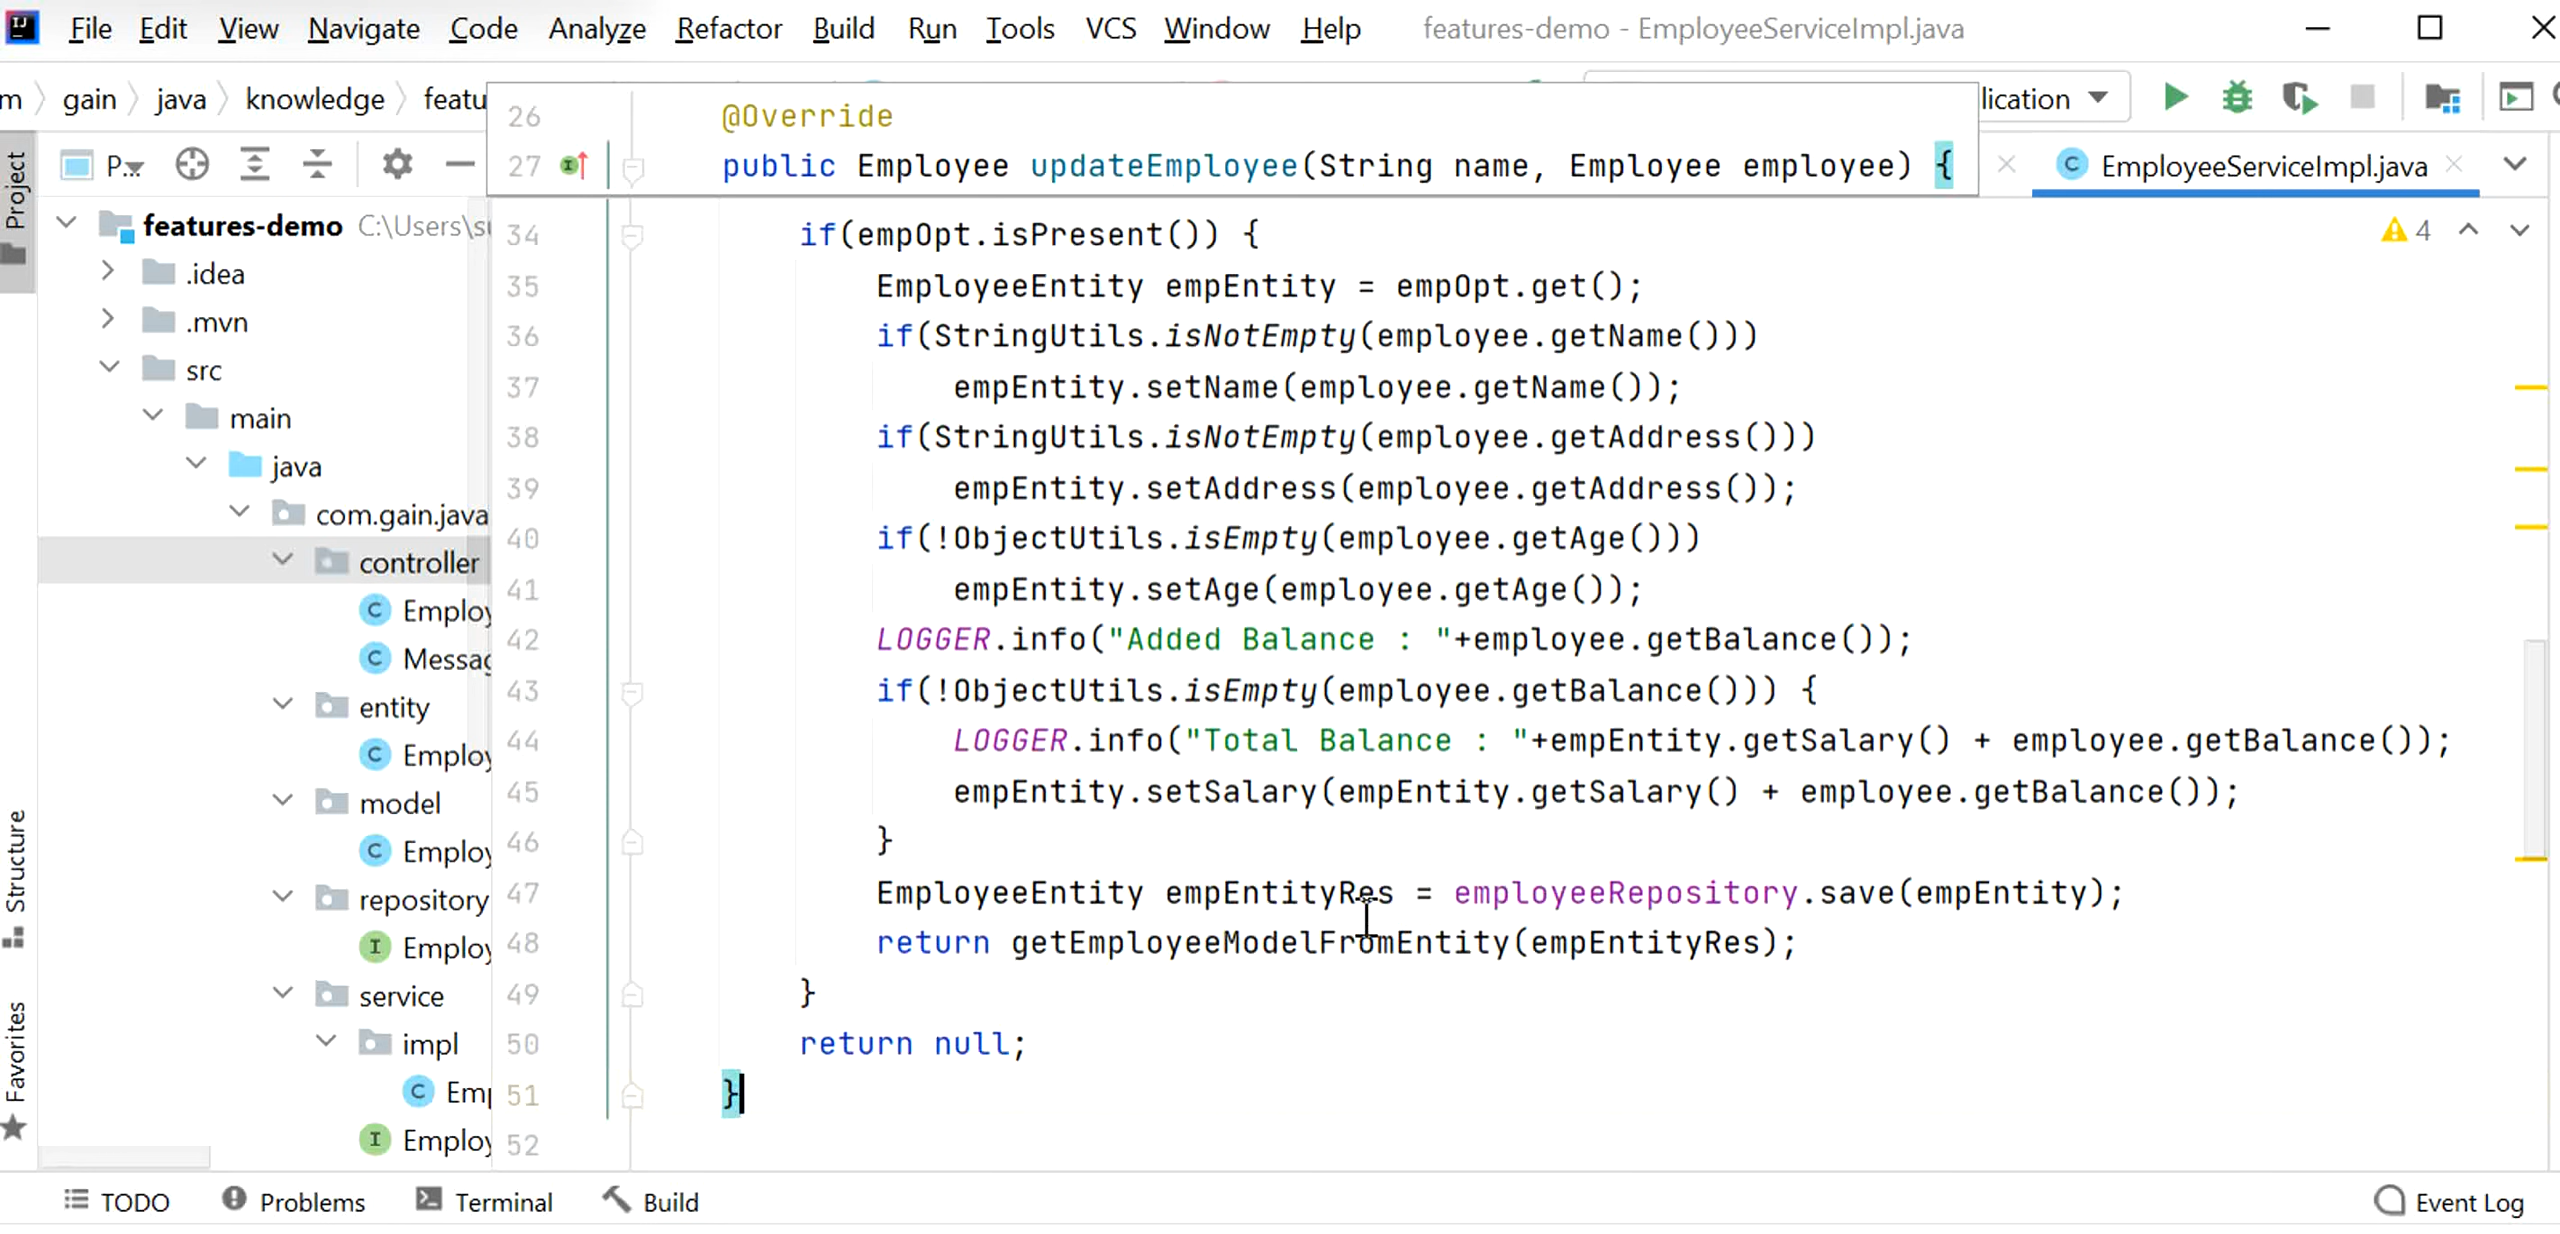 File Edit View Navigate Code Analyze Refactor Build Run Tools VCS Window Help features-demo - EmployeeServiceImpl.java
m gain java knowledge featu lication
26 @Override
27 public Employee updateEmployee(String name, Employee employee) {
EmployeeServiceImpl.java
Project
P...
features-demo C:\Users\su
.idea
.mvn
src
main
java
com.gain.java
controller
Employ
Messag
entity
Employ
model
Employ
repository
Employ
service
impl
Emp
Employ
4
34 if(empOpt.isPresent()) {
35 EmployeeEntity empEntity = empOpt.get();
36 if(StringUtils.isNotEmpty(employee.getName()))
37 empEntity.setName(employee.getName());
38 if(StringUtils.isNotEmpty(employee.getAddress()))
39 empEntity.setAddress(employee.getAddress());
40 if(!ObjectUtils.isEmpty(employee.getAge()))
41 empEntity.setAge(employee.getAge());
42 LOGGER.info("Added Balance : "+employee.getBalance());
43 if(!ObjectUtils.isEmpty(employee.getBalance())) {
44 LOGGER.info("Total Balance : "+empEntity.getSalary() + employee.getBalance());
45 empEntity.setSalary(empEntity.getSalary() + employee.getBalance());
46 }
47 EmployeeEntity empEntityRes = employeeRepository.save(empEntity);
48 return getEmployeeModelFromEntity(empEntityRes);
49 }
50 return null;
51 }
52
Structure
Favorites
TODO Problems Terminal Build Event Log